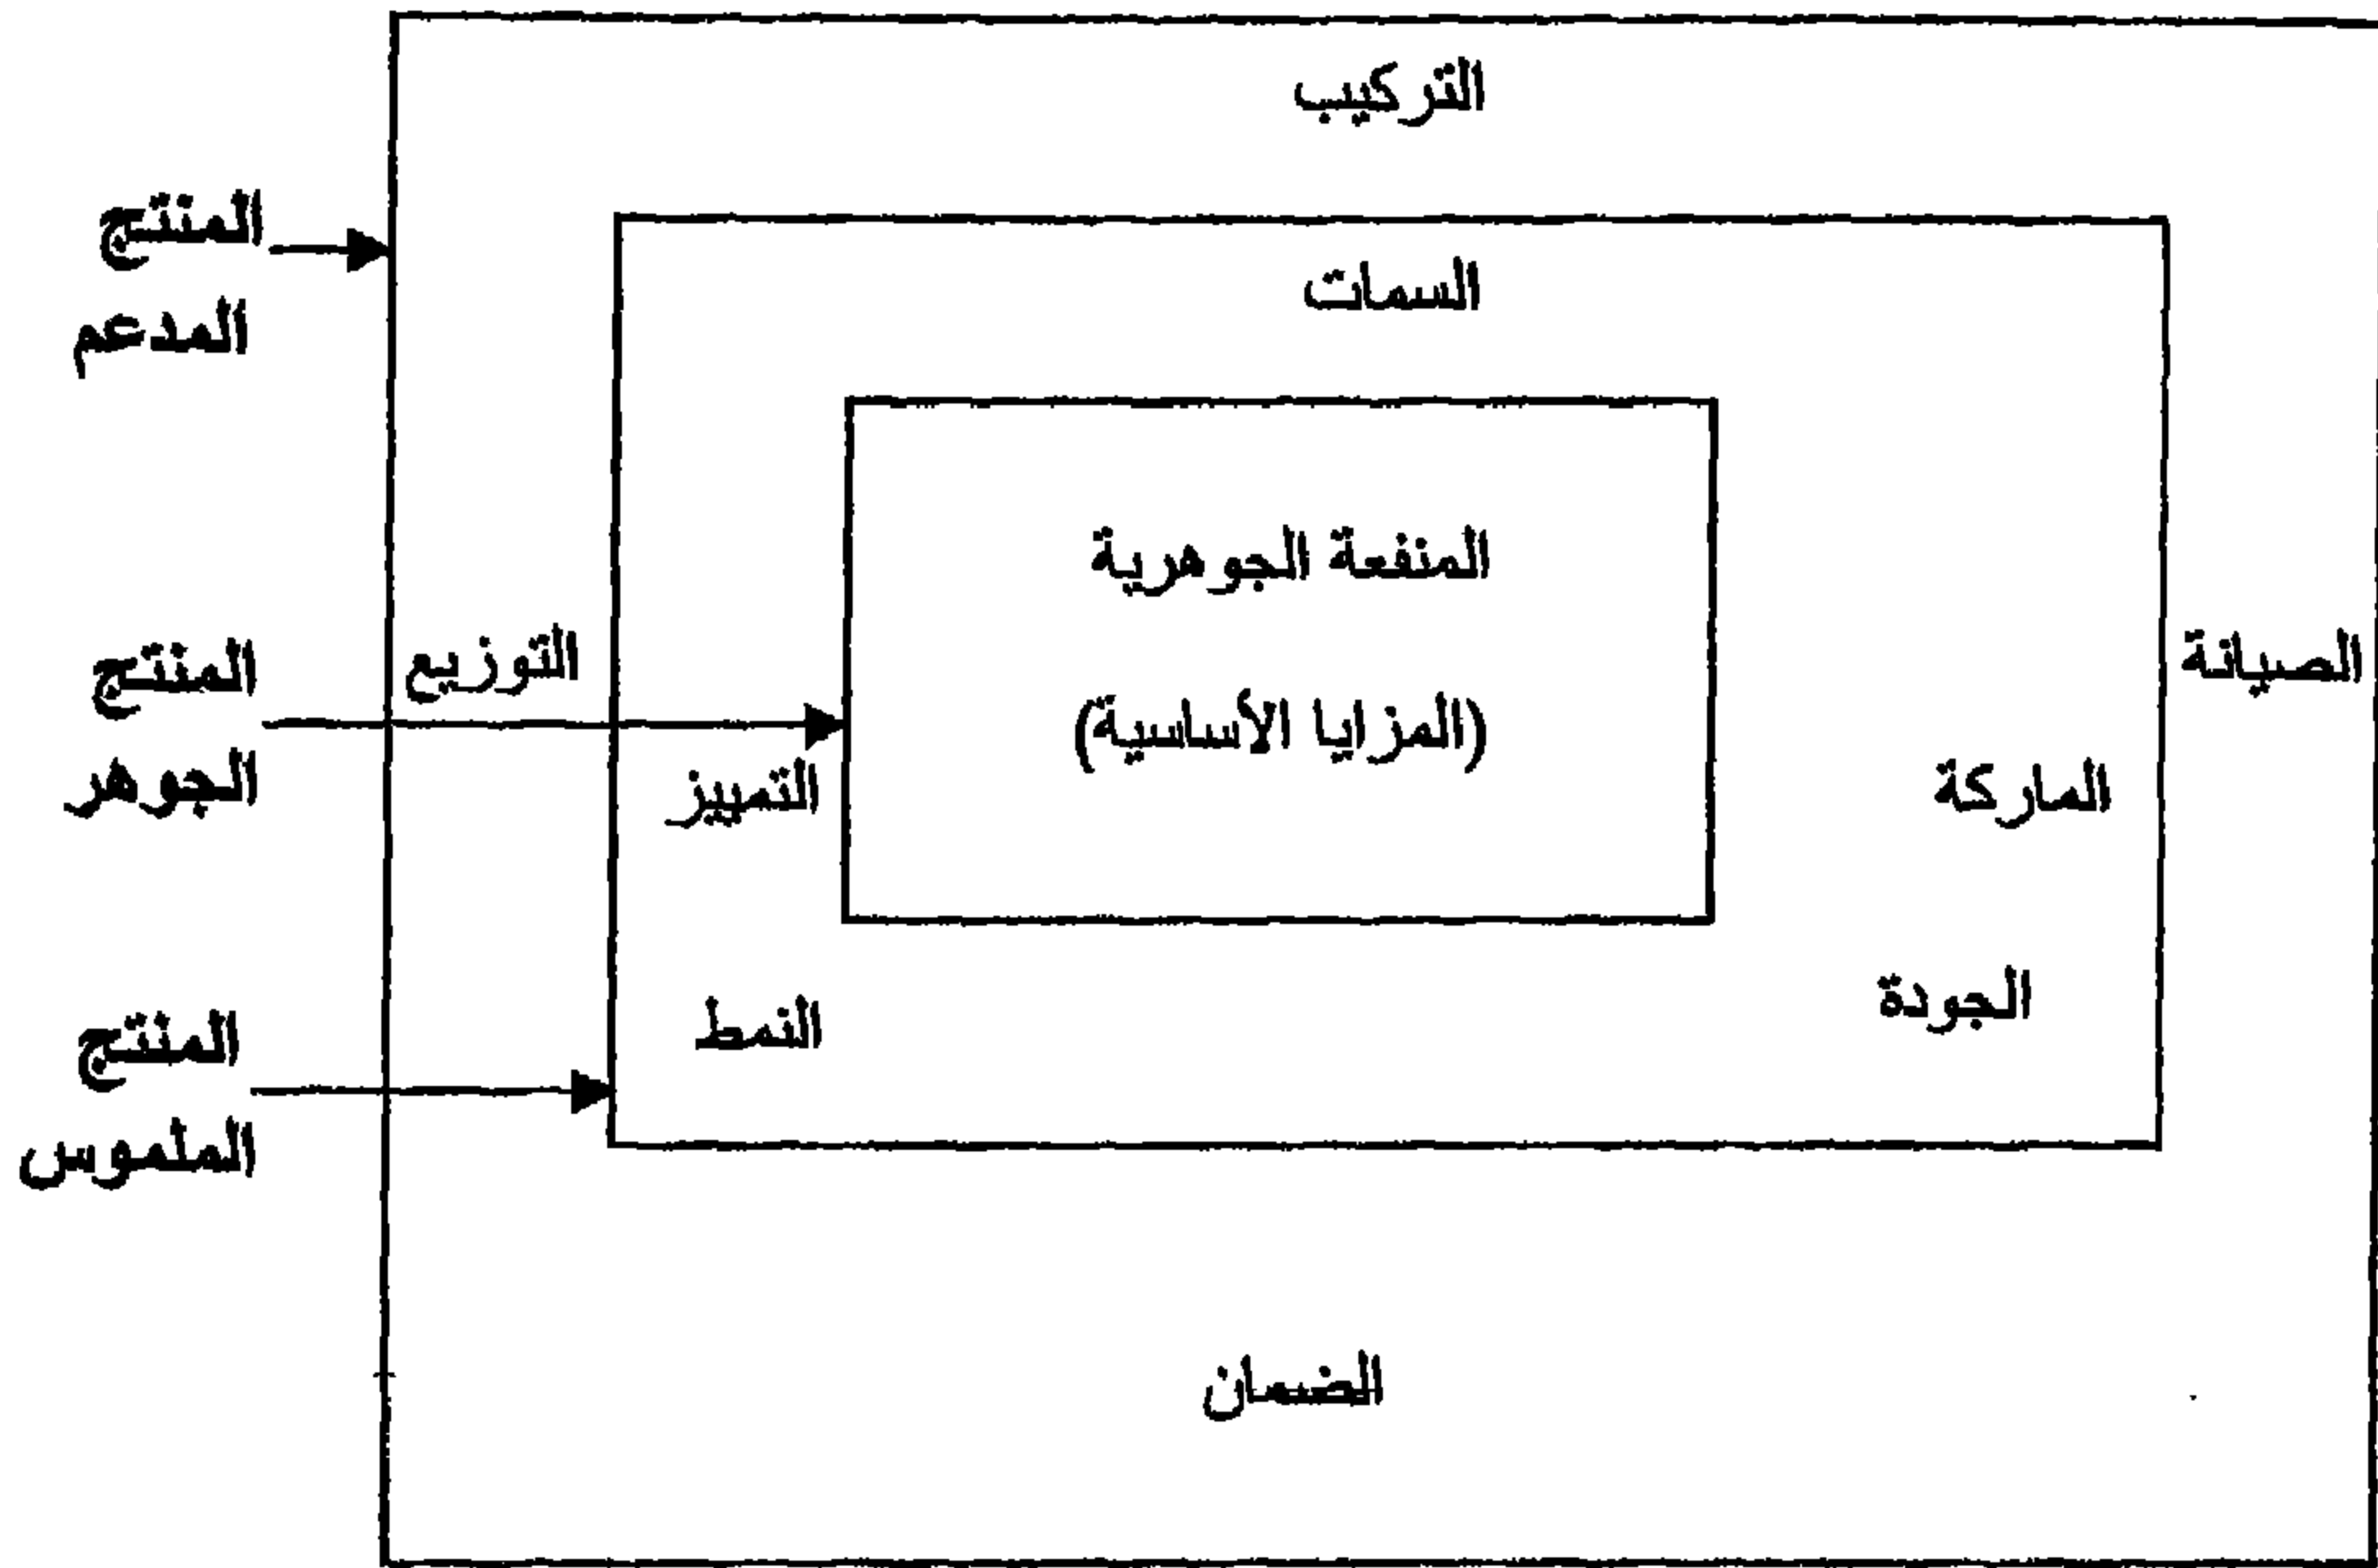 التركيب
المنتج
المدعم
السمات
المنفعة الجوهرية
(المزايا الأساسية)
الصيانة
التوزيع
المنتج
الجوهر
الماركة
التمييز
الجودة
النمط
المنتج
الملموس
الضمان